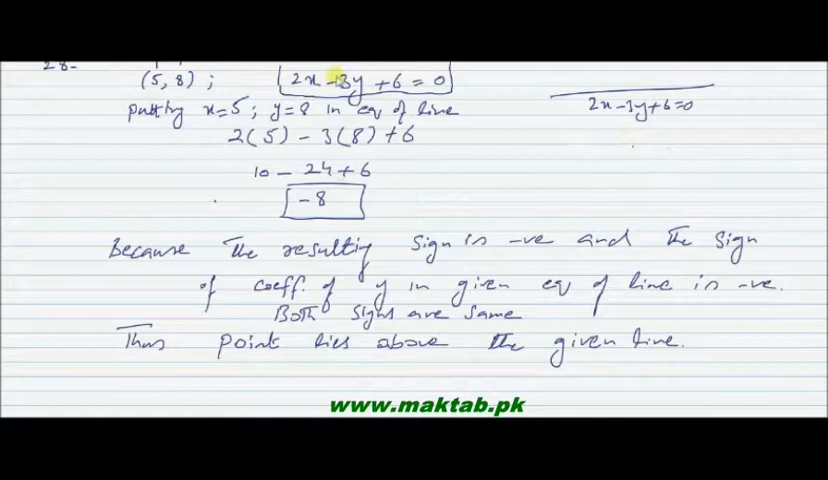 28-
(5, 8) ; 2x -3y +6 = 0
putting x=5; y=8 in eq of line
2x-3y+6=0
2(5) - 3(8) +6
10 - 24 + 6
-8
Because the resulting sign is -ve and the sign
of coeff. of y in given eq of line is -ve.
Both signs are same
Thus point lies above the given line.
www.maktab.pk